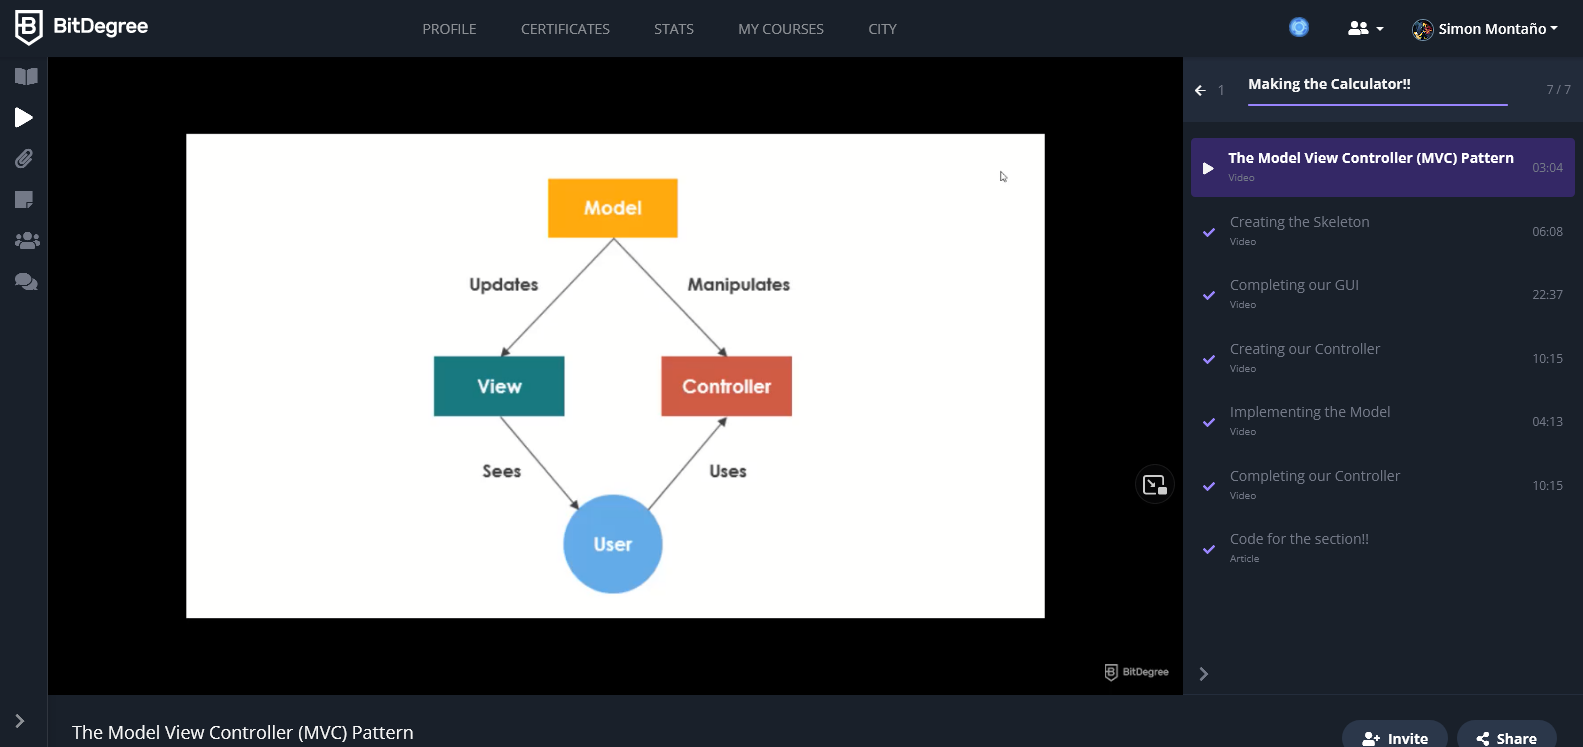 BitDegree
PROFILE
CERTIFICATES
STATS
MY COURSES
CITY
Simon Montaño
Model
Updates
Manipulates
View
Controller
Sees
Uses
User
BitDegree
The Model View Controller (MVC) Pattern
Invite
Share
1
Making the Calculator!!
7 / 7
The Model View Controller (MVC) Pattern
Video
03:04
Creating the Skeleton
Video
06:08
Completing our GUI
Video
22:37
Creating our Controller
Video
10:15
Implementing the Model
Video
04:13
Completing our Controller
Video
10:15
Code for the section!!
Article